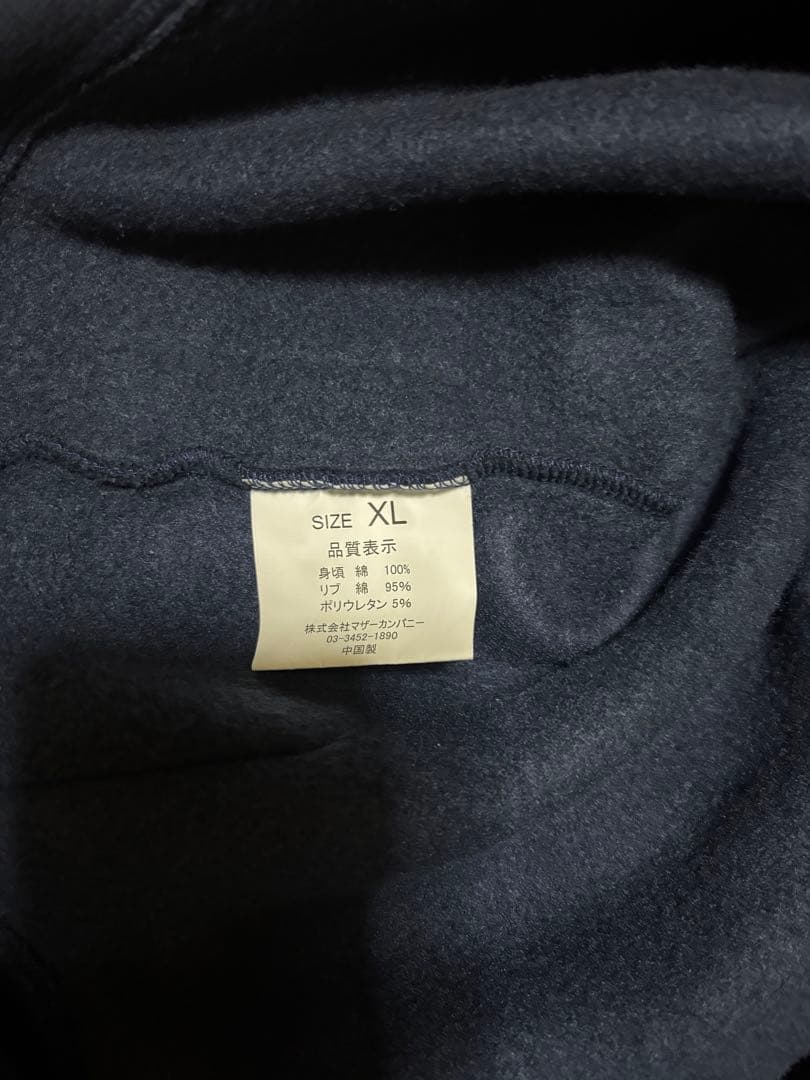 SIZE XL
品質表示
身頃 綿 100%
リブ 綿 95%
ポリウレタン 5%
株式会社マザーカンパニー
03-3452-1890
中国製